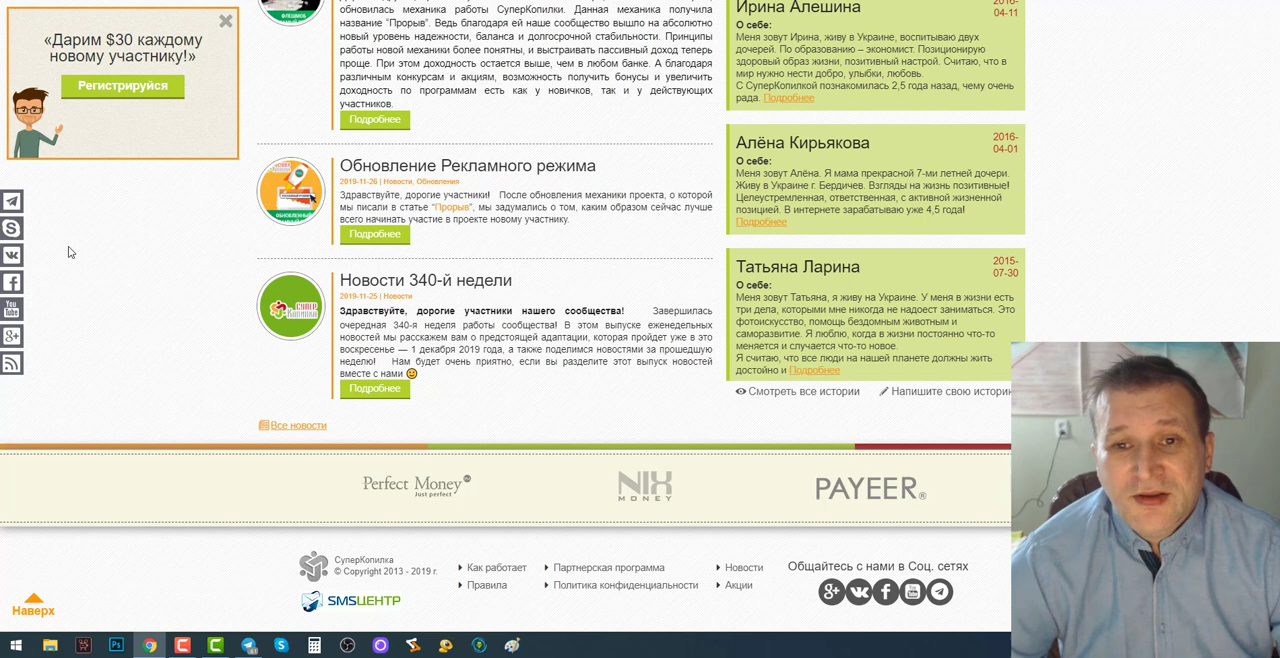 «Дарим $30 каждому
новому участнику!»
Регистрируйся
обновилась механика работы СуперКопилки. Данная механика получила
название “Прорыв”. Ведь благодаря ей наше сообщество вышло на абсолютно
новый уровень надежности, баланса и долгосрочной стабильности. Принципы
работы новой механики более понятны, и выстраивать пассивный доход теперь
проще. При этом доходность остается выше, чем в любом банке. А благодаря
различным конкурсам и акциям, возможность получить бонусы и увеличить
доходность по программам есть как у новичков, так и у действующих
участников.
Подробнее
Обновление Рекламного режима
2019-11-26 | Новости, Обновления
Здравствуйте, дорогие участники! После обновления механики проекта, о которой
мы писали в статье “Прорыв”, мы задумались о том, каким образом сейчас лучше
всего начинать участие в проекте новому участнику.
Подробнее
Новости 340-й недели
2019-11-25 | Новости
Здравствуйте, дорогие участники нашего сообщества! Завершилась
очередная 340-я неделя работы сообщества! В этом выпуске еженедельных
новостей мы расскажем вам о предстоящей адаптации, которая пройдет уже в это
воскресенье — 1 декабря 2019 года, а также поделимся новостями за прошедшую
неделю! Нам будет очень приятно, если вы разделите этот выпуск новостей
вместе с нами
Подробнее
Все новости
Ирина Алешина
2016-
04-11
О себе:
Меня зовут Ирина, живу в Украине, воспитываю двух
дочерей. По образованию – экономист. Позиционирую
здоровый образ жизни, позитивный настрой. Считаю, что в
мир нужно нести добро, улыбки, любовь.
С СуперКопилкой познакомилась 2,5 года назад, чему очень
рада. Подробнее
Алёна Кирьякова
2016-
04-01
О себе:
Меня зовут Алёна. Я мама прекрасной 7-ми летней дочери.
Живу в Украине г. Бердичев. Взгляды на жизнь позитивные!
Целеустремленная, ответственная, с активной жизненной
позицией. В интернете зарабатываю уже 4,5 года!
Подробнее
Татьяна Ларина
2015-
07-30
О себе:
Меня зовут Татьяна, я живу на Украине. У меня в жизни есть
три дела, которыми мне никогда не надоест заниматься. Это
фотоискусство, помощь бездомным животным и
саморазвитие. Я люблю, когда в жизни постоянно что-то
меняется и случается что-то новое.
Я считаю, что все люди на нашей планете должны жить
достойно и Подробнее
Смотреть все истории
Напишите свою историю
Perfect Money
Just perfect
NIX
MONEY
PAYEER®
СуперКопилка
© Copyright 2013 - 2019 г.
SMSЦЕНТР
Как работает
Правила
Партнерская программа
Политика конфиденциальности
Новости
Акции
Общайтесь с нами в Соц. сетях
Наверх